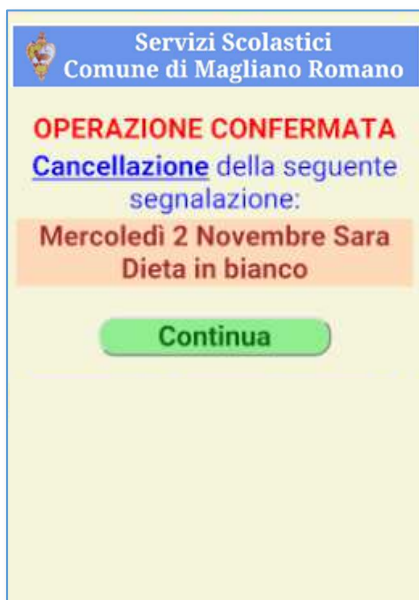 Servizi Scolastici
Comune di Magliano Romano
OPERAZIONE CONFERMATA
Cancellazione della seguente
segnalazione:
Mercoledì 2 Novembre Sara
Dieta in bianco
Continua